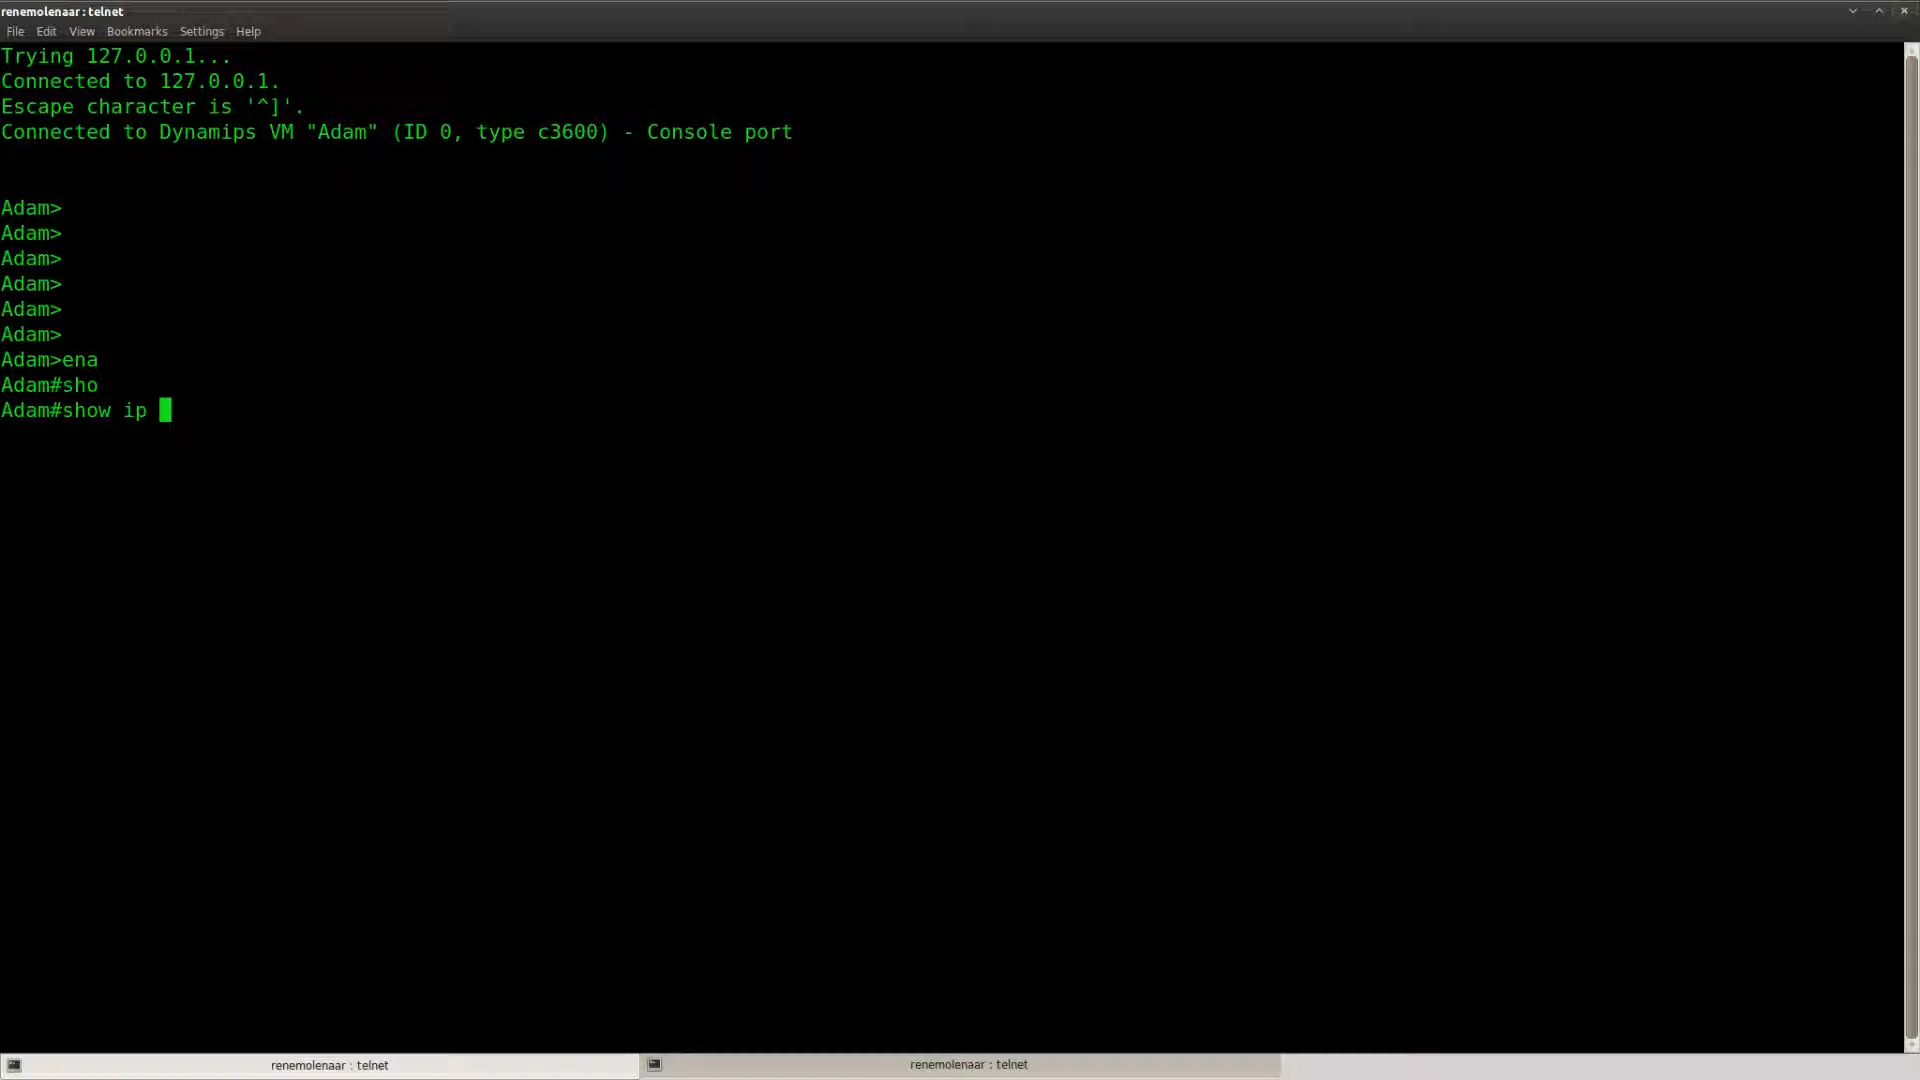 renemolenaar : telnet
File Edit View Bookmarks Settings Help
Trying 127.0.0.1...
Connected to 127.0.0.1.
Escape character is '^]'.
Connected to Dynamips VM "Adam" (ID 0, type c3600) - Console port
Adam>
Adam>
Adam>
Adam>
Adam>
Adam>
Adam>ena
Adam#sho
Adam#show ip
renemolenaar : telnet renemolenaar : telnet